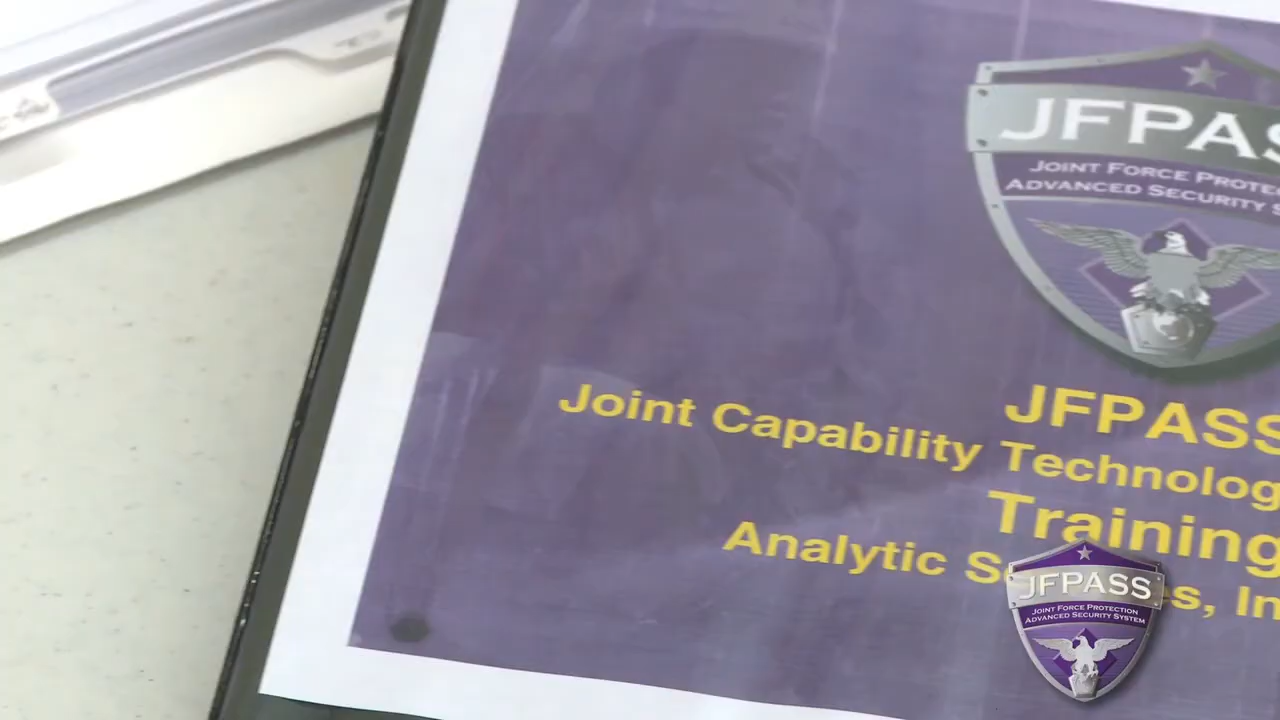 JFPAS
JOINT FORCE PROTEC
ADVANCED SECURITY S
JFPASS
Joint Capability Technolog
Training
Analytic S es, In
JFPASS
JOINT FORCE PROTECTION
ADVANCED SECURITY SYSTEM